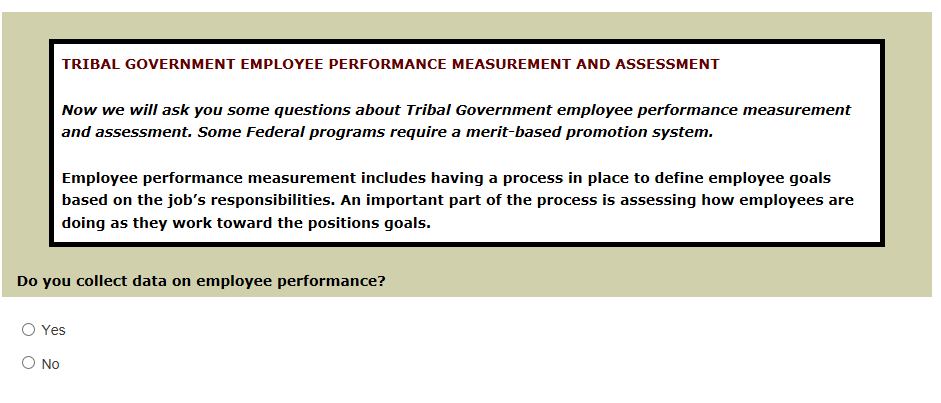 TRIBAL GOVERNMENT EMPLOYEE PERFORMANCE MEASUREMENT AND ASSESSMENT
Now we will ask you some questions about Tribal Government employee performance measurement
and assessment. Some Federal programs require a merit-based promotion system.
Employee performance measurement includes having a process in place to define employee goals
based on the job’s responsibilities. An important part of the process is assessing how employees are
doing as they work toward the positions goals.
Do you collect data on employee performance?
Yes
No